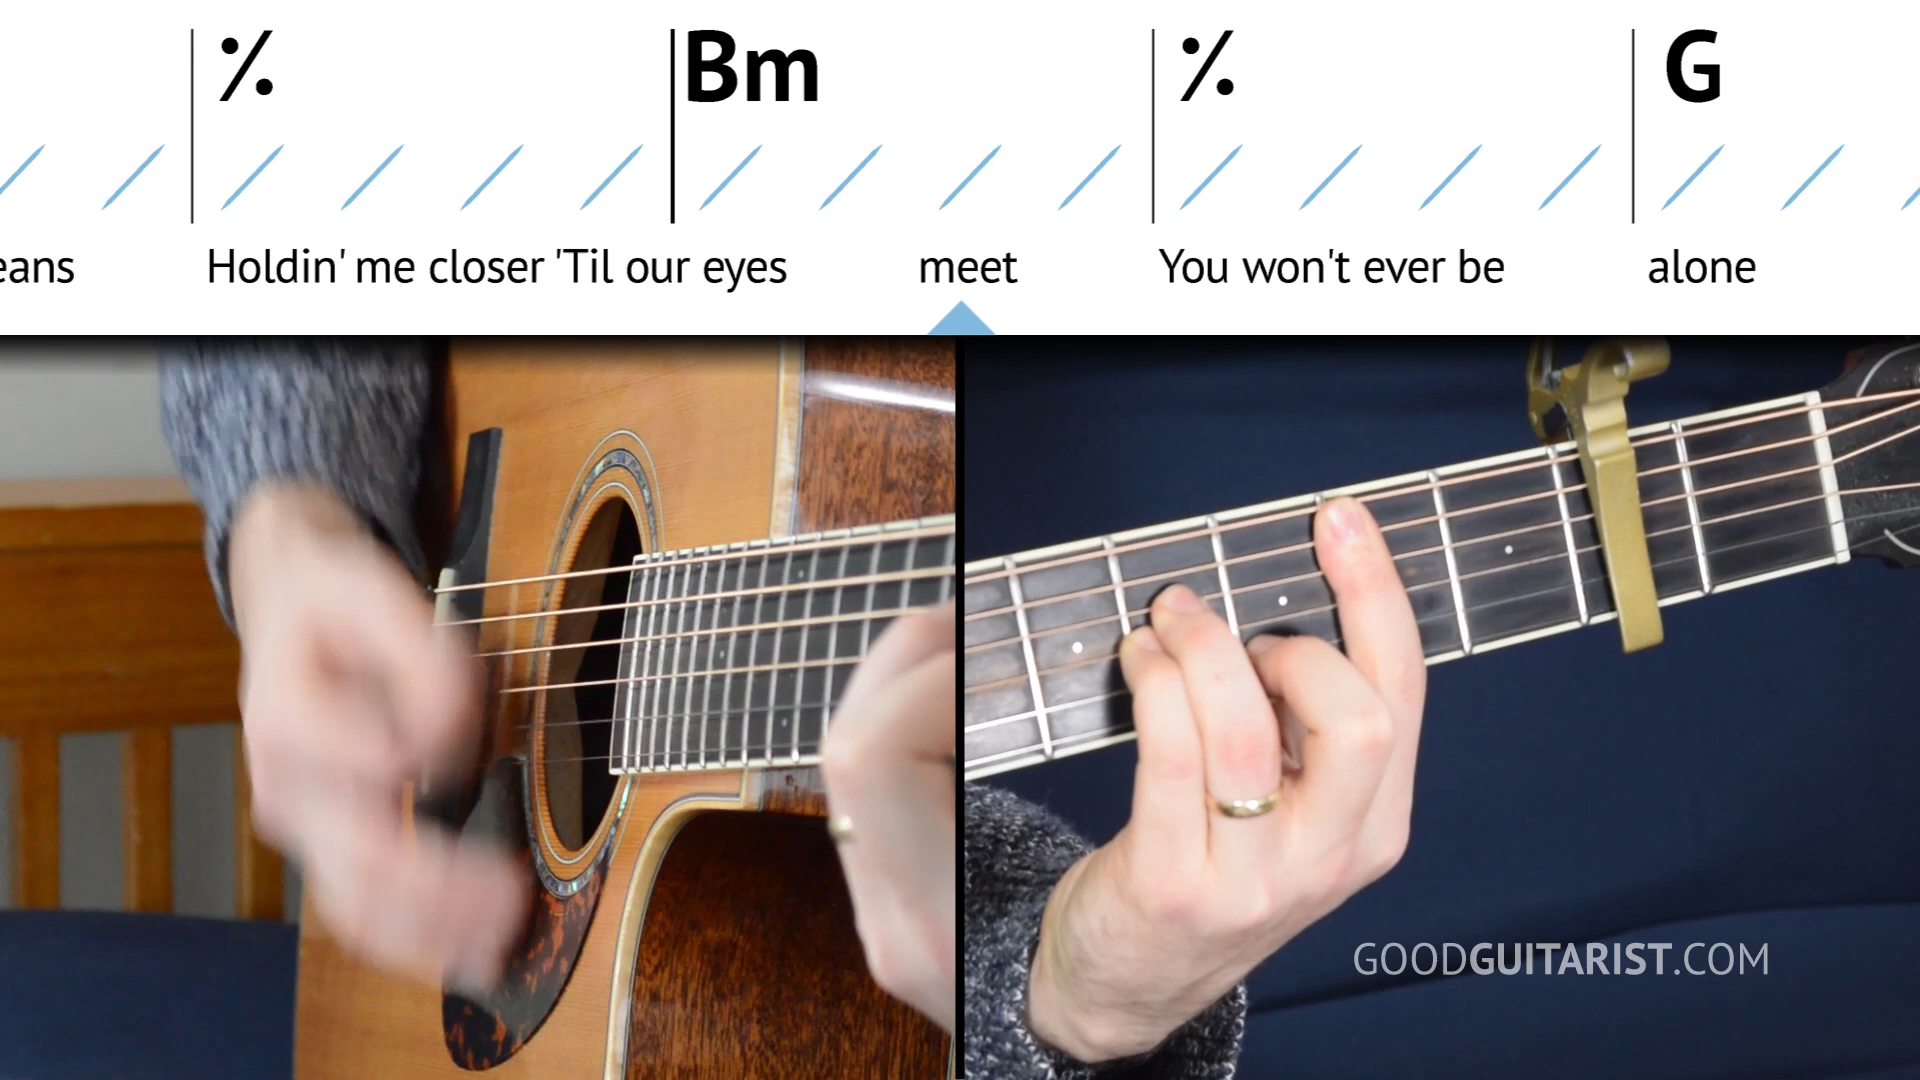 ٪ Bm ٪ G
eans Holdin' me closer 'Til our eyes meet You won't ever be alone
GOODGUITARIST.COM